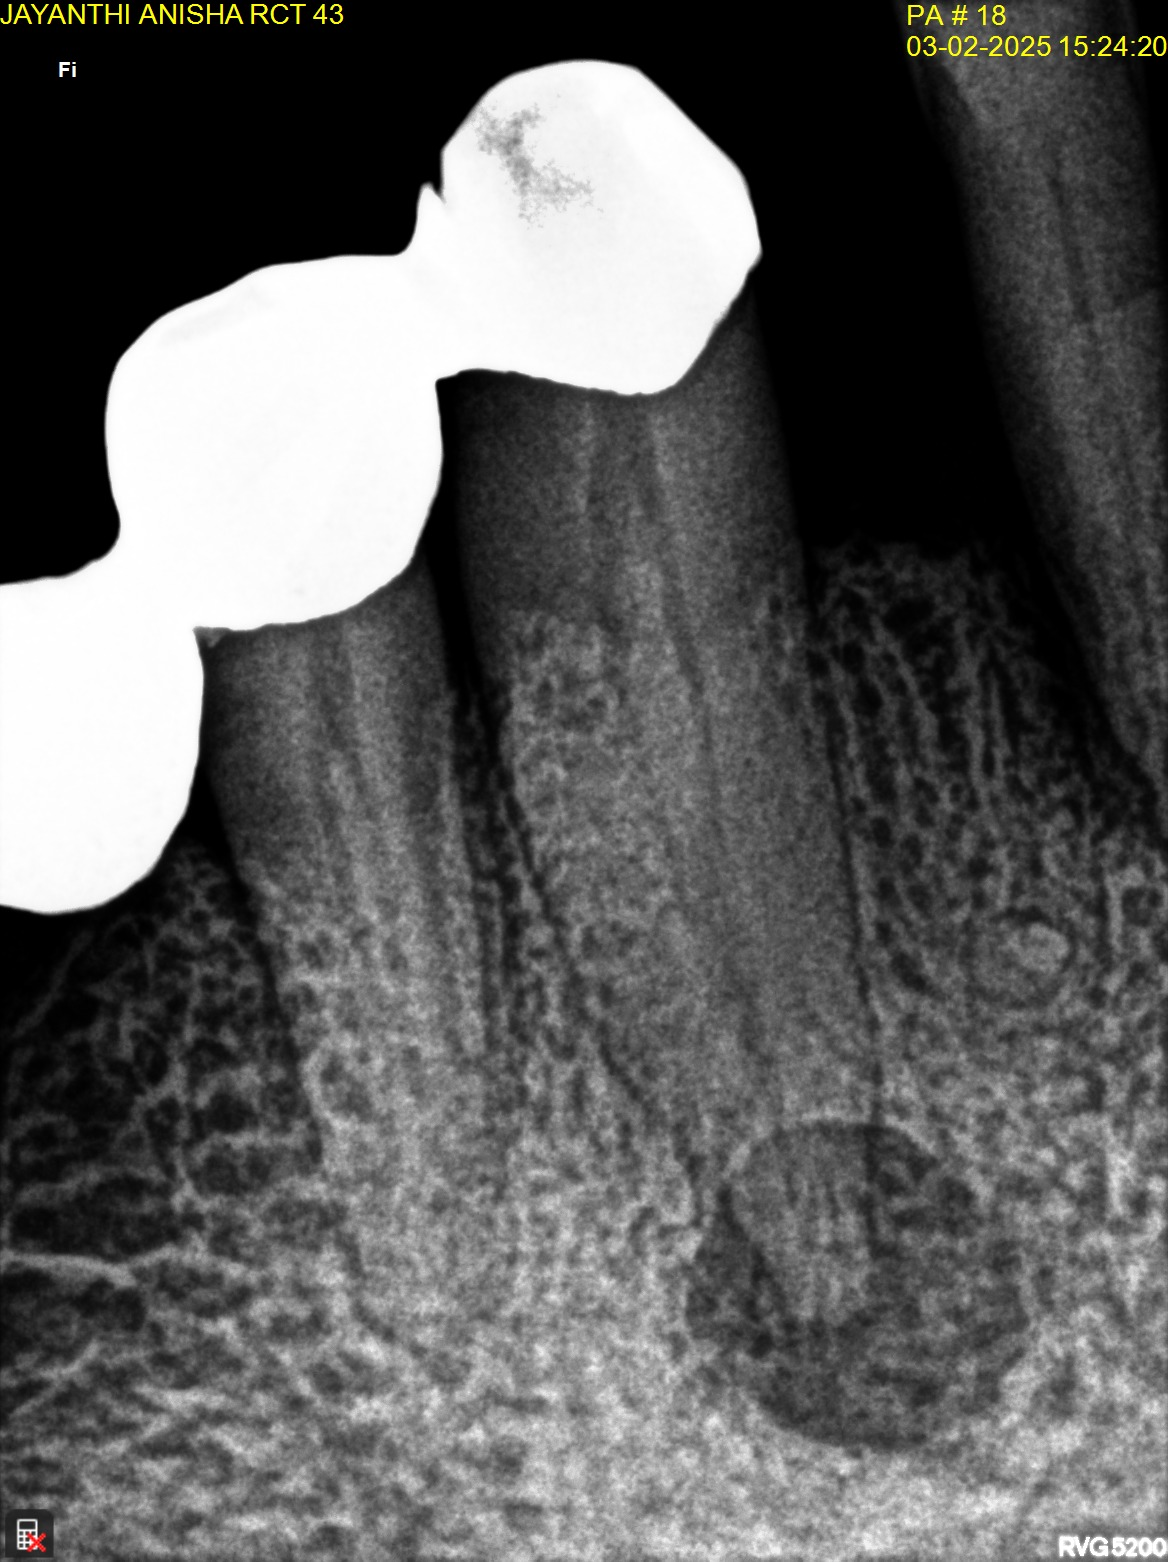 JAYANTHI ANISHA RCT 43
PA # 18
03-02-2025 15:24:20
Fi
RVG5200